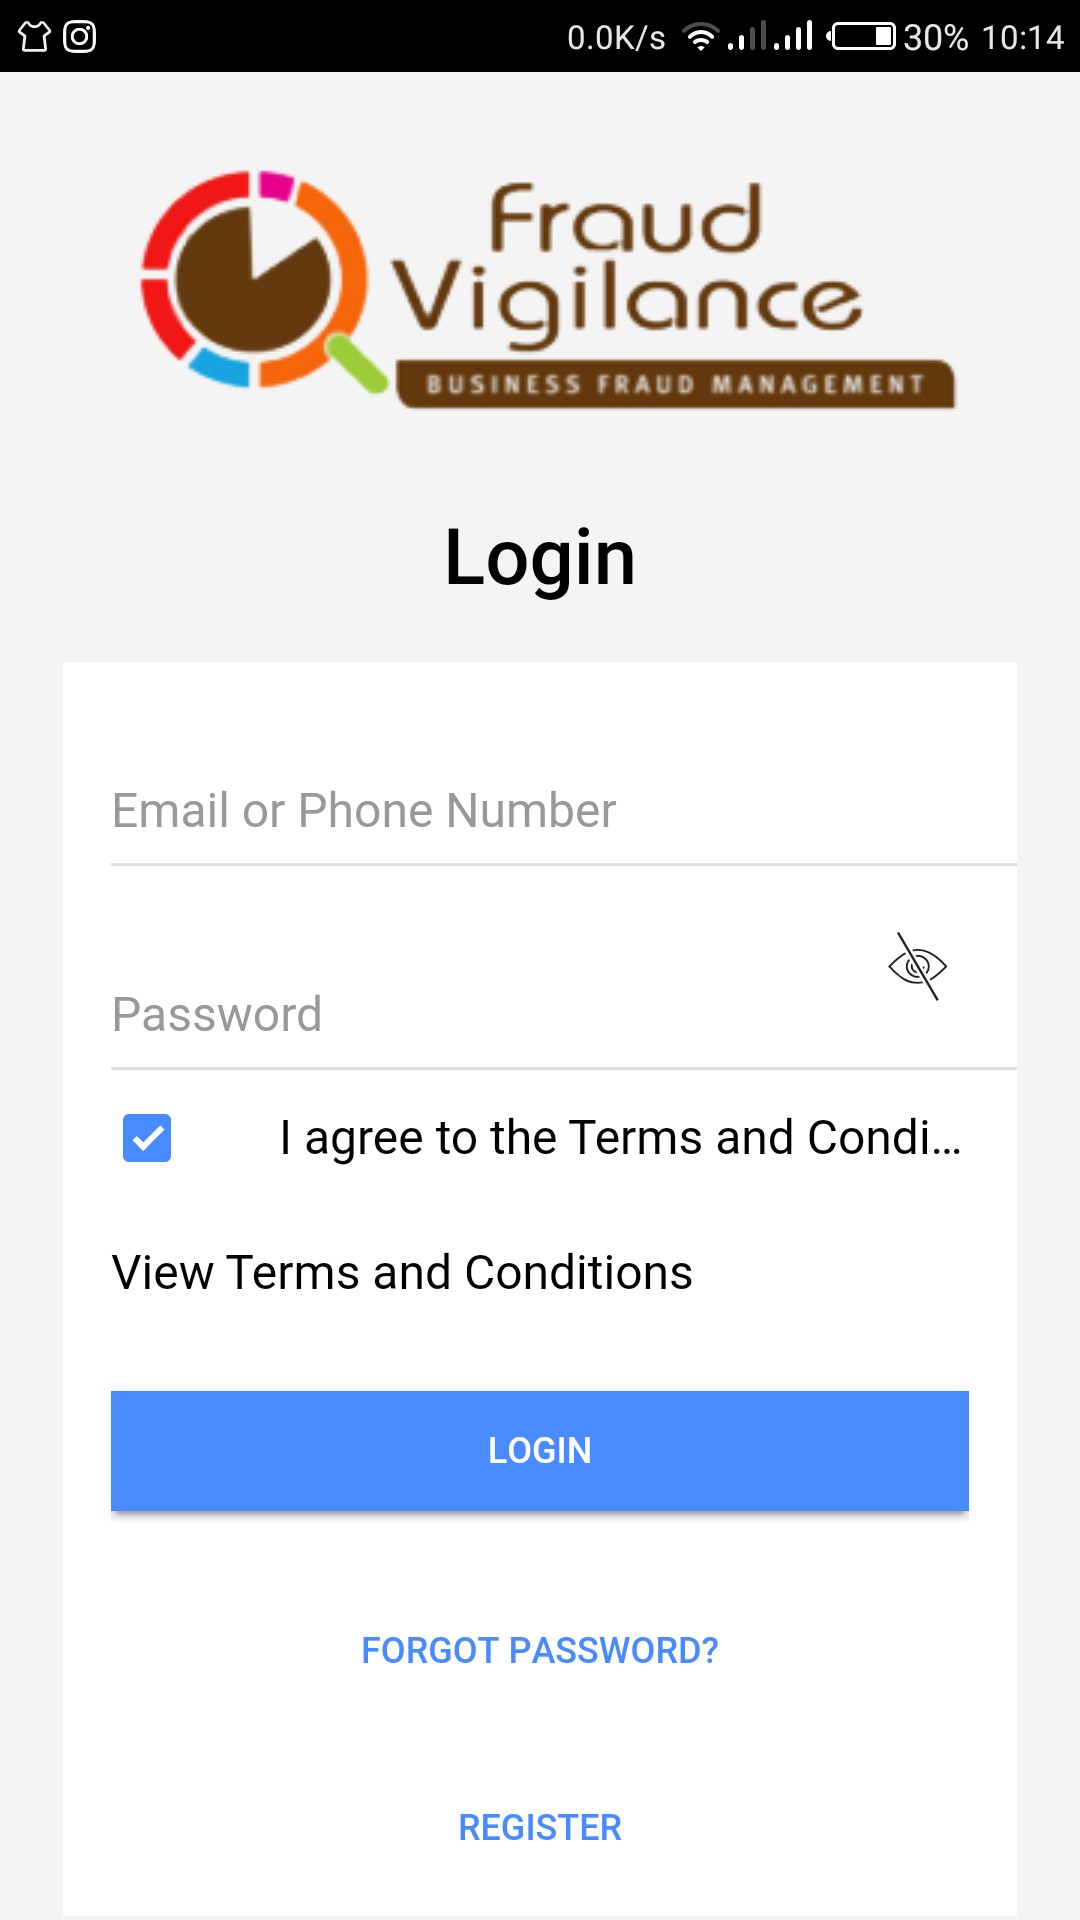 0.0K/s 30% 10:14
Fraud
Vigilance
BUSINESS FRAUD MANAGEMENT
Login
Email or Phone Number
Password
I agree to the Terms and Condi...
View Terms and Conditions
LOGIN
FORGOT PASSWORD?
REGISTER